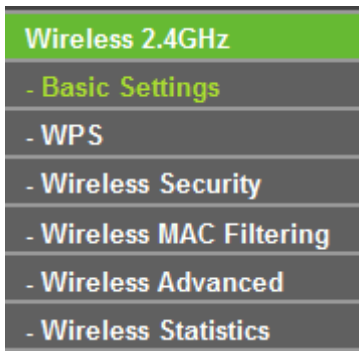 Wireless 2.4GHz
- Basic Settings
- WPS
- Wireless Security
- Wireless MAC Filtering
- Wireless Advanced
- Wireless Statistics